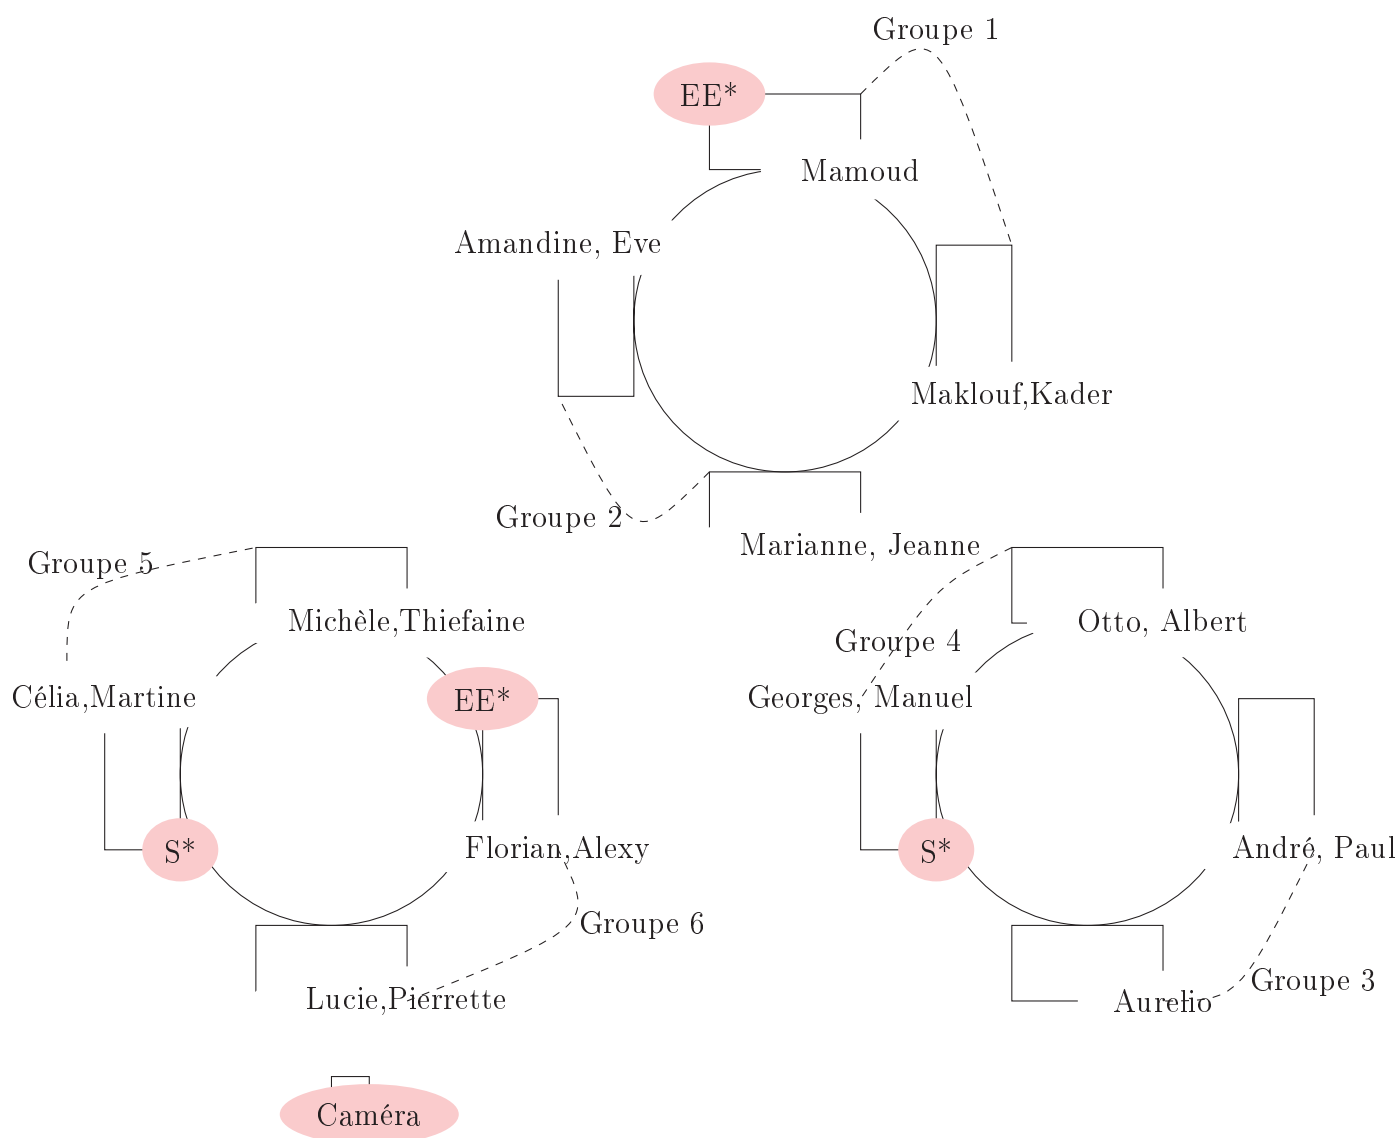 Groupe 1
EE*
Mamoud
Amandine, Eve
Maklouf,Kader
Groupe 2
Marianne, Jeanne
Groupe 5
Michèle,Thiefaine
Otto, Albert
Groupe 4
Célia,Martine
EE*
Georges, Manuel
S*
Florian,Alexy
S*
André, Paul
Groupe 6
Groupe 3
Lucie,Pierrette
Aurelio
Caméra